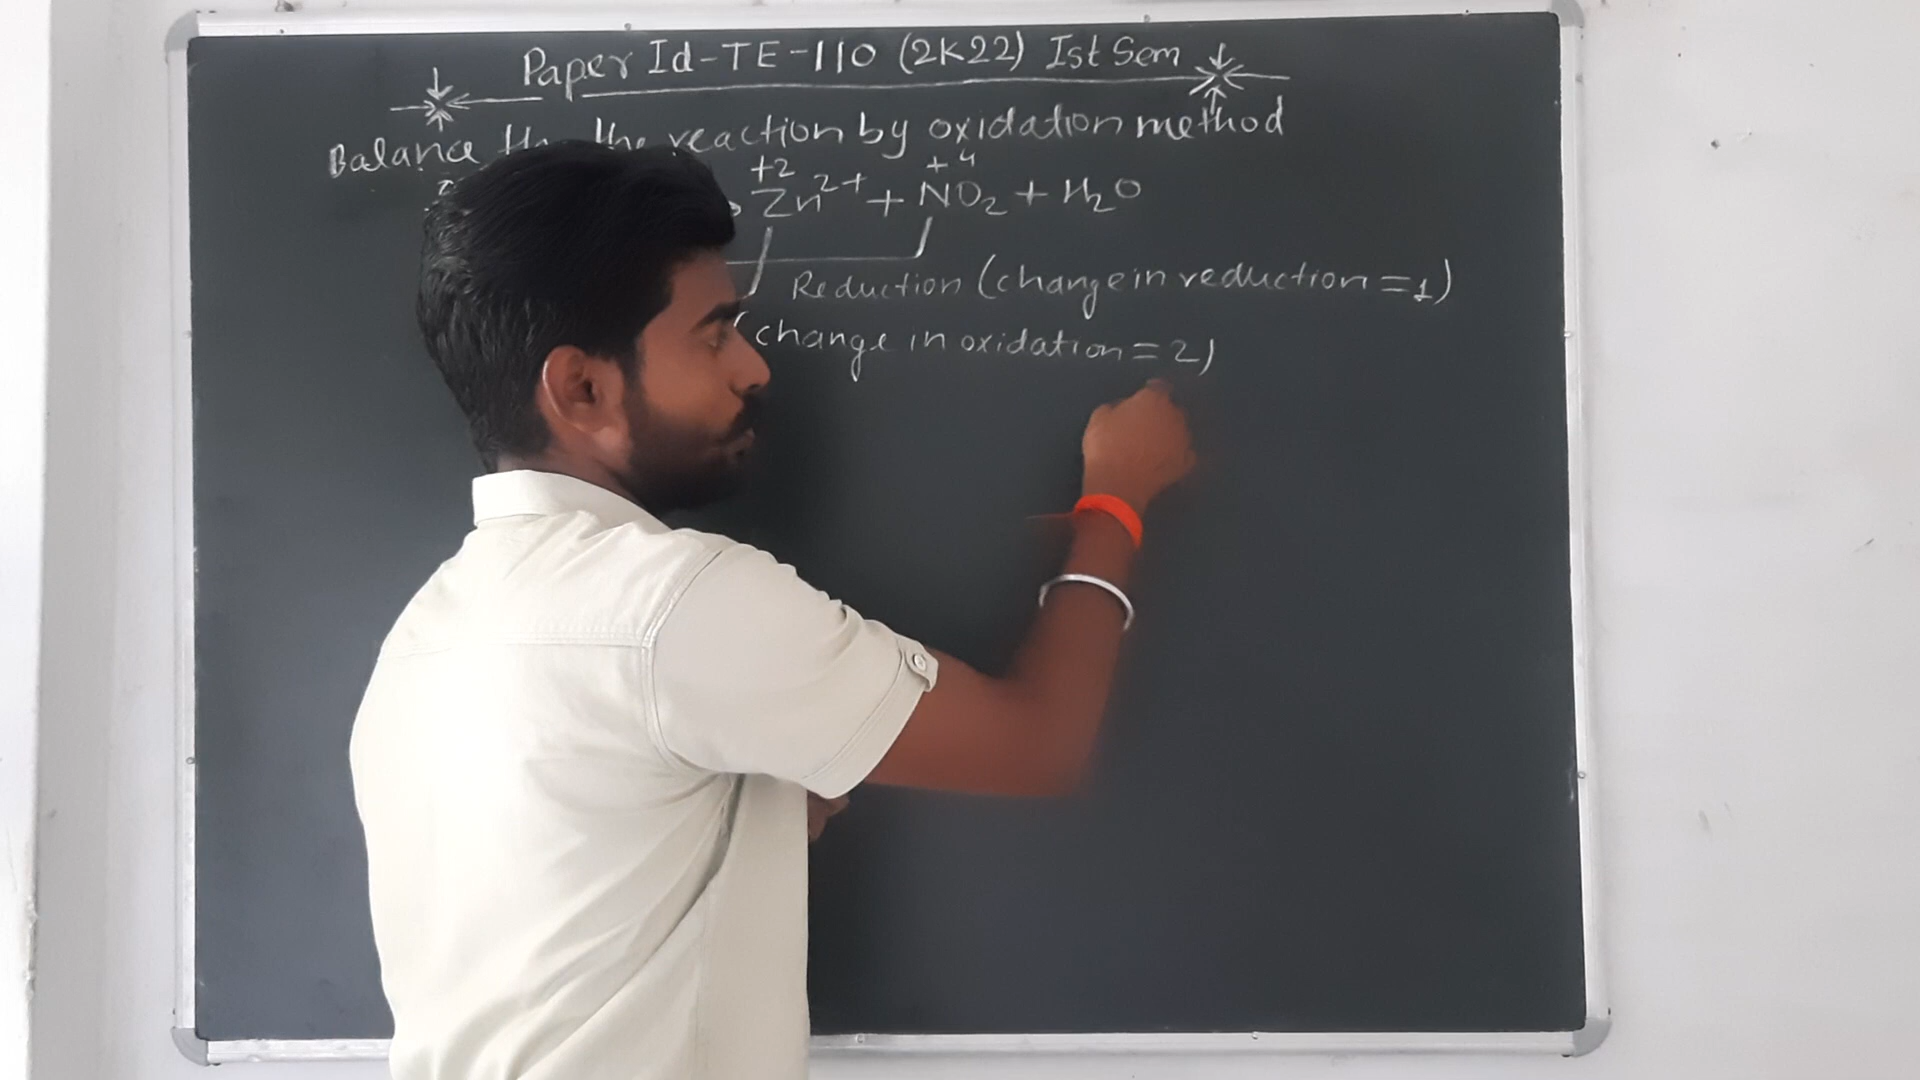 Paper Id-TE-110 (2K22) Ist Sem
Balance the reaction by oxidation method
+2 +4
Zn²⁺ + NO₂ + H₂O
Reduction (change in reduction = 1)
(change in oxidation = 2)